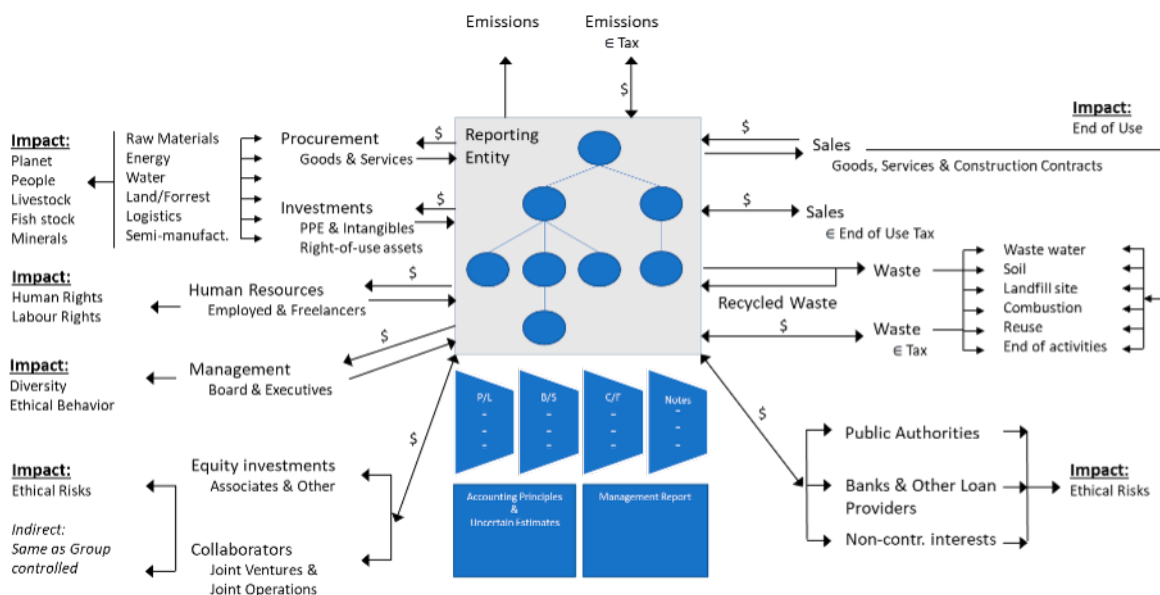 Emissions
Emissions
∈ Tax
$
Impact:
Planet
People
Livestock
Fish stock
Minerals
Raw Materials
Energy
Water
Land/Forrest
Logistics
Semi-manufact.
Procurement
Goods & Services
$
Investments
PPE & Intangibles
Right-of-use assets
$
Impact:
Human Rights
Labour Rights
Human Resources
Employed & Freelancers
$
Impact:
Diversity
Ethical Behavior
Management
Board & Executives
$
Impact:
Ethical Risks
Indirect:
Same as Group
controlled
Equity investments
Associates & Other
Collaborators
Joint Ventures &
Joint Operations
$
Reporting
Entity
P/L
B/S
C/F
Notes
Accounting Principles
&
Uncertain Estimates
Management Report
$
Sales
Goods, Services & Construction Contracts
Impact:
End of Use
$
Sales
∈ End of Use Tax
Waste
Recycled Waste
$
Waste
∈ Tax
Waste water
Soil
Landfill site
Combustion
Reuse
End of activities
$
Public Authorities
Banks & Other Loan
Providers
Non-contr. interests
Impact:
Ethical Risks